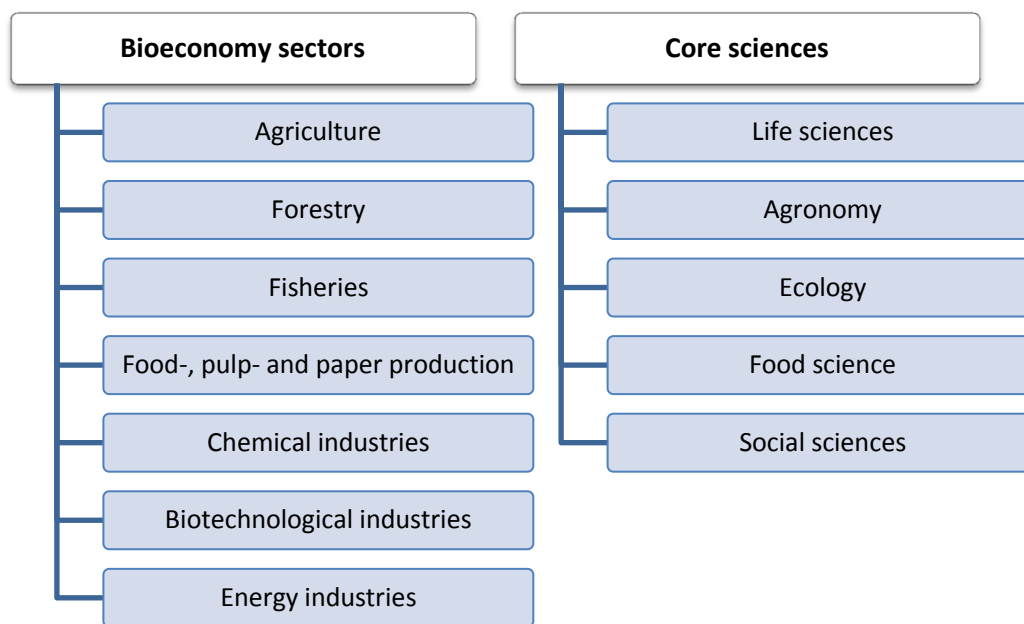 Bioeconomy sectors
Agriculture
Forestry
Fisheries
Food-, pulp- and paper production
Chemical industries
Biotechnological industries
Energy industries
Core sciences
Life sciences
Agronomy
Ecology
Food science
Social sciences